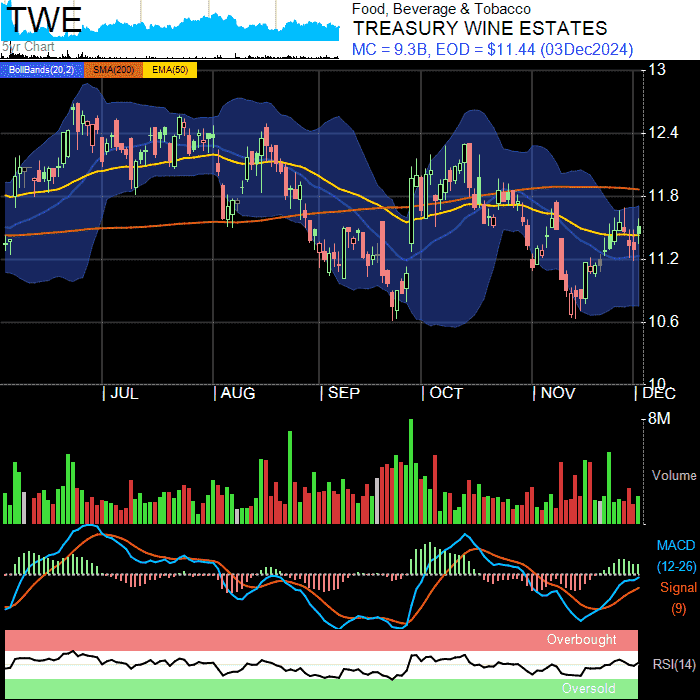 TWE
5yr Chart
Food, Beverage & Tobacco
TREASURY WINE ESTATES
MC = 9.3B, EOD = $11.44 (03Dec2024)
BollBands(20,2) SMA(200) EMA(50)
13
12.4
11.8
11.2
10.6
10
JUL AUG SEP OCT NOV DEC
8M
Volume
MACD
(12-26)
Signal
(9)
Overbought
RSI(14)
Oversold